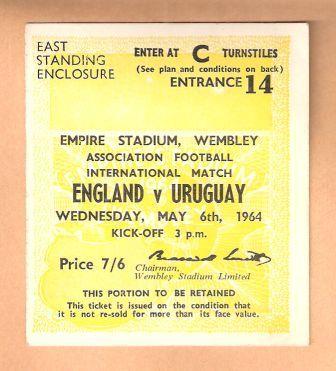 EAST
STANDING
ENCLOSURE
ENTER AT C TURNSTILES
(See plan and conditions on back)
ENTRANCE 14
EMPIRE STADIUM, WEMBLEY
ASSOCIATION FOOTBALL
INTERNATIONAL MATCH
ENGLAND v URUGUAY
WEDNESDAY, MAY 6th, 1964
KICK-OFF 3 p.m.
Price 7/6
Chairman,
Wembley Stadium Limited
THIS PORTION TO BE RETAINED
This ticket is issued on the condition that
it is not re-sold for more than its face value.